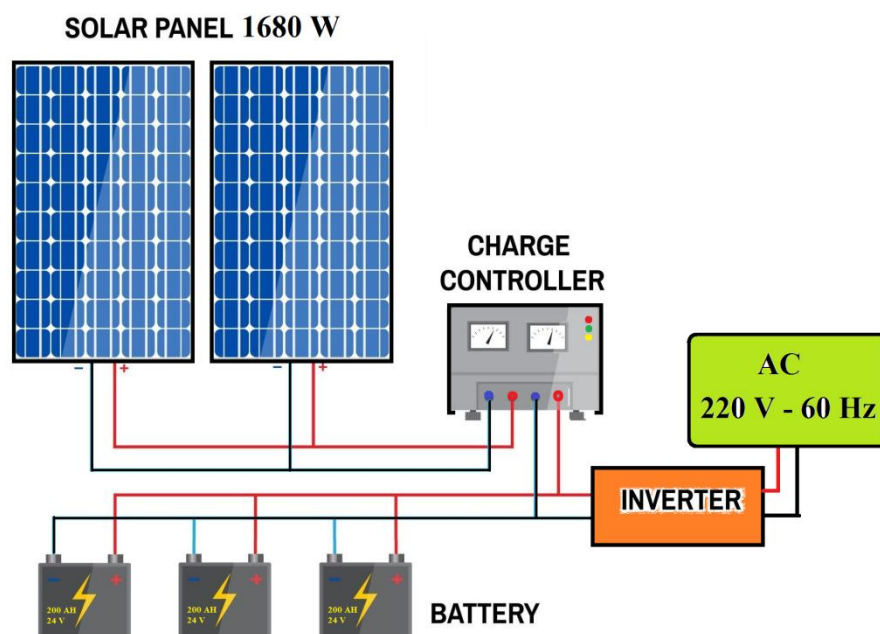 SOLAR PANEL 1680 W
− + − +
CHARGE
CONTROLLER
AC
220 V - 60 Hz
INVERTER
− + − + − +
200 AH
24 V
200 AH
24 V
200 AH
24 V
BATTERY